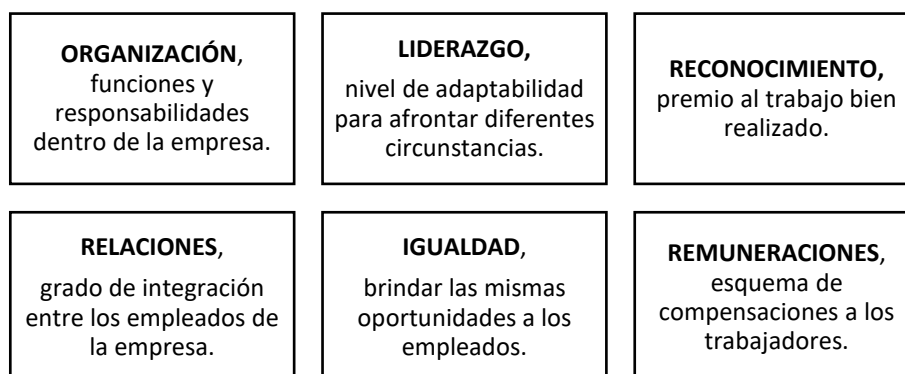 ORGANIZACIÓN,
funciones y
responsabilidades
dentro de la empresa.
LIDERAZGO,
nivel de adaptabilidad
para afrontar diferentes
circunstancias.
RECONOCIMIENTO,
premio al trabajo bien
realizado.
RELACIONES,
grado de integración
entre los empleados de
la empresa.
IGUALDAD,
brindar las mismas
oportunidades a los
empleados.
REMUNERACIONES,
esquema de
compensaciones a los
trabajadores.